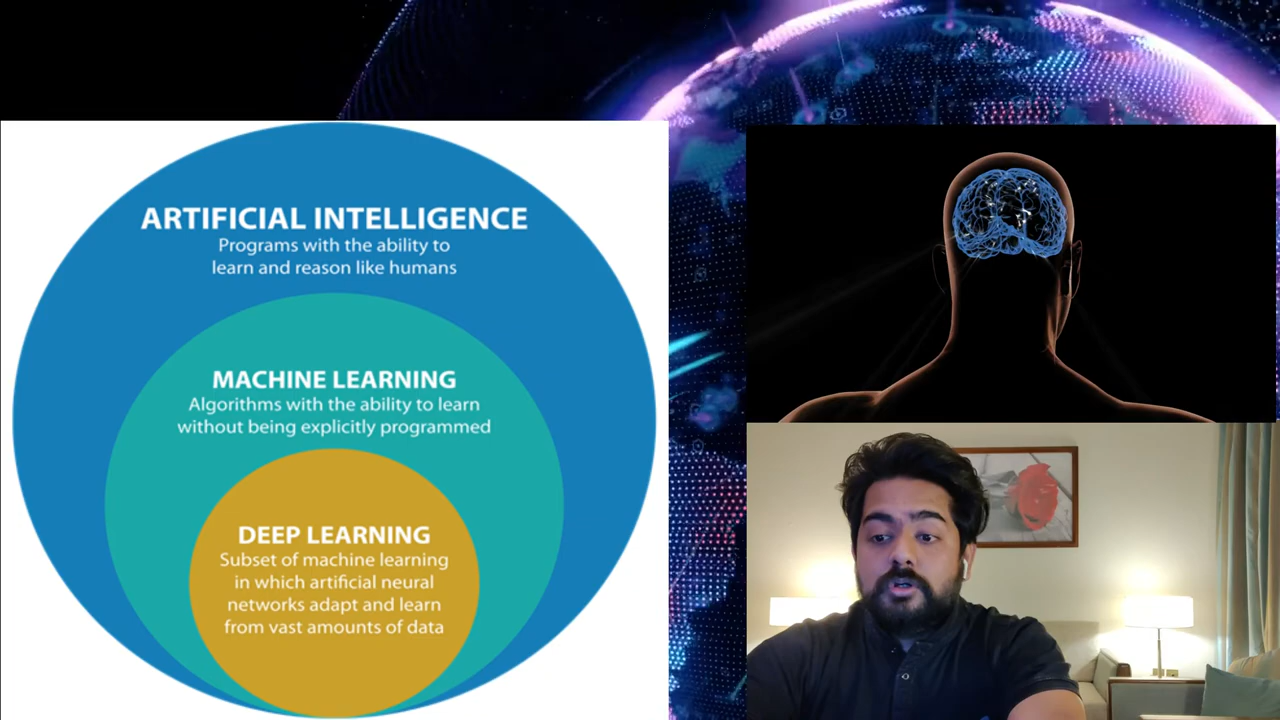 ARTIFICIAL INTELLIGENCE
Programs with the ability to
learn and reason like humans
MACHINE LEARNING
Algorithms with the ability to learn
without being explicitly programmed
DEEP LEARNING
Subset of machine learning
in which artificial neural
networks adapt and learn
from vast amounts of data